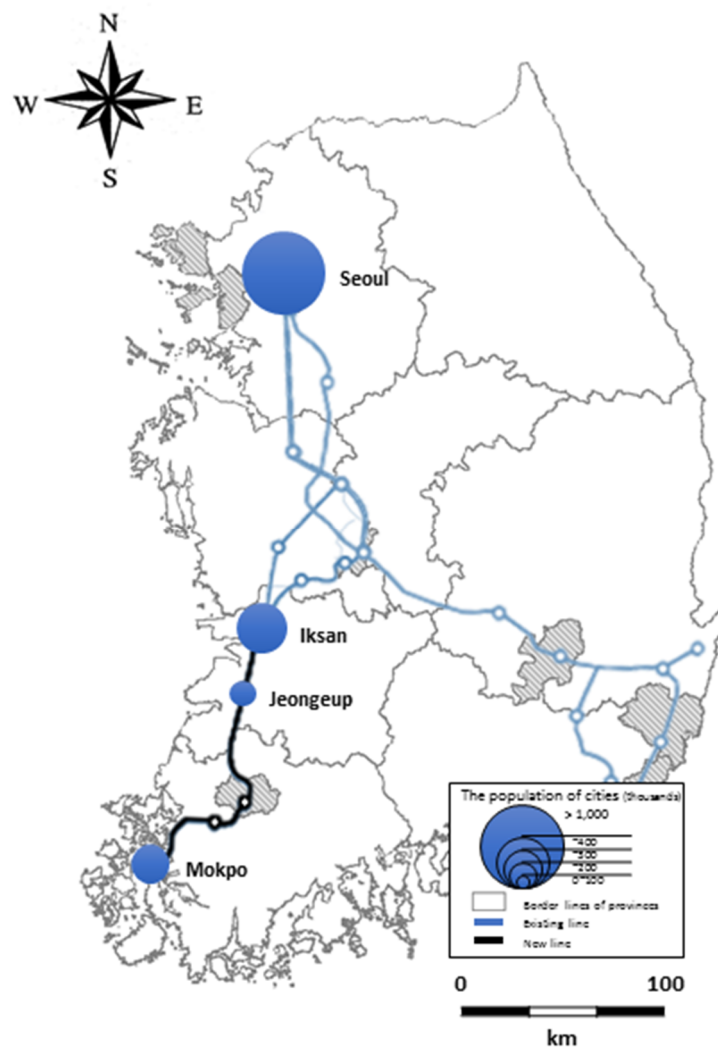 N
W E
S
Seoul
Iksan
Jeongeup
Mokpo
The population of cities (thousands)
> 1,000
~400
~300
~200
0~100
Border lines of provinces
Existing line
New line
0 100
km